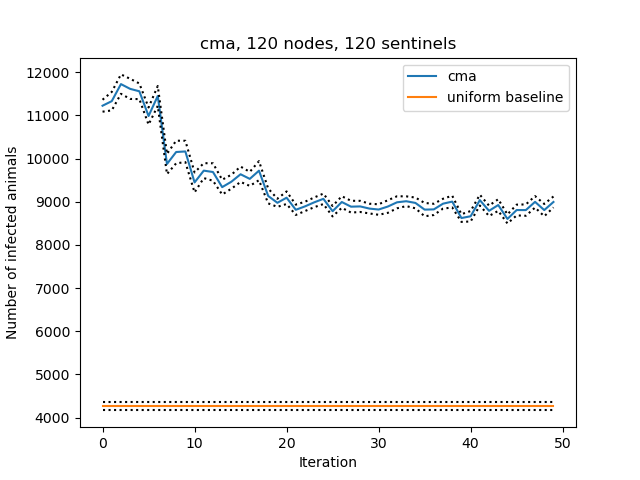 cma, 120 nodes, 120 sentinels
cma
uniform baseline
12000
11000
10000
9000
8000
7000
6000
5000
4000
Number of infected animals
0 10 20 30 40 50
Iteration